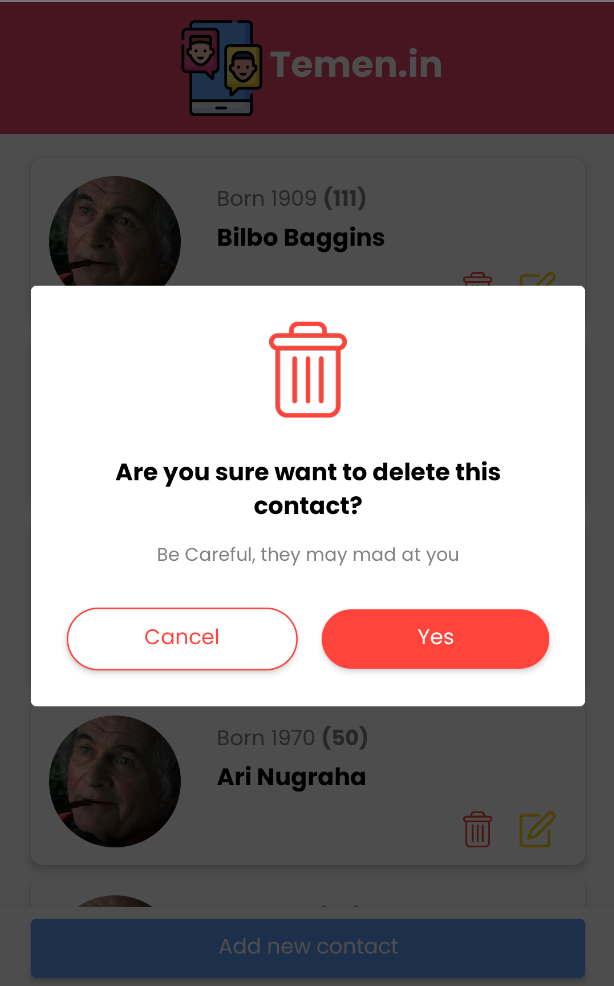 Temen.in
Born 1909 (111)
Bilbo Baggins
Are you sure want to delete this
contact?
Be Careful, they may mad at you
Cancel
Yes
Born 1970 (50)
Ari Nugraha
Add new contact